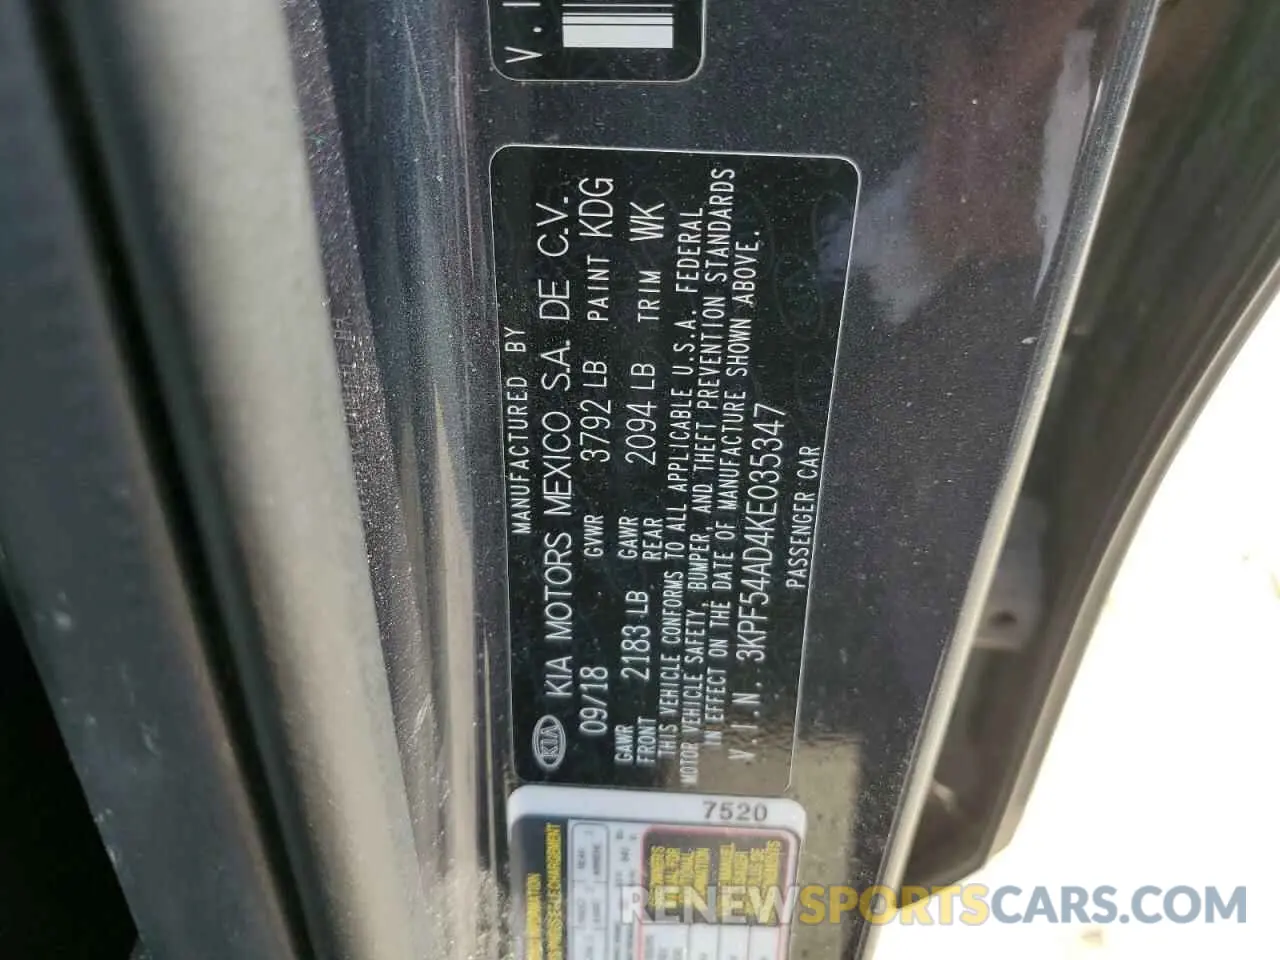 V.I
MANUFACTURED BY
KIA KIA MOTORS MEXICO S.A. DE C.V.
09/18 GVWR 3792 LB PAINT KDG
GAWR FRONT 2183 LB GAWR REAR 2094 LB TRIM WK
THIS VEHICLE CONFORMS TO ALL APPLICABLE U.S.A. FEDERAL
MOTOR VEHICLE SAFETY, BUMPER, AND THEFT PREVENTION STANDARDS
IN EFFECT ON THE DATE OF MANUFACTURE SHOWN ABOVE.
V.I.N. 3KPF54AD4KE035347
PASSENGER CAR
7520
RENEWSPORTSCARS.COM